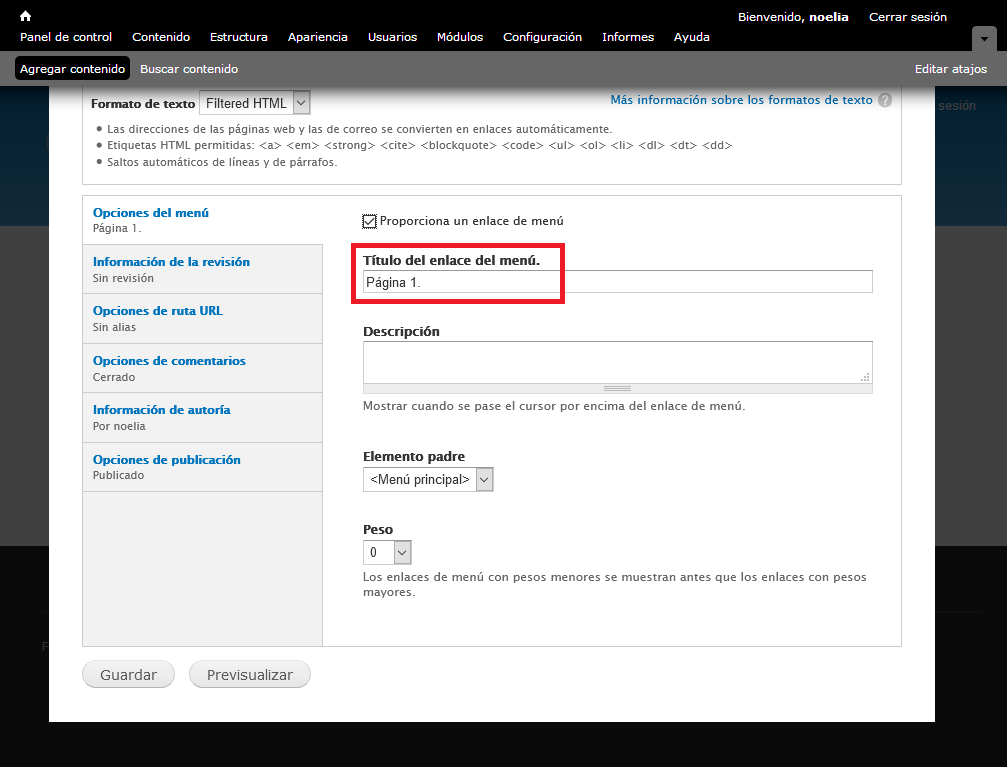 Bienvenido, noelia Cerrar sesión
Panel de control Contenido Estructura Apariencia Usuarios Módulos Configuración Informes Ayuda
Agregar contenido Buscar contenido Editar atajos
Formato de texto Filtered HTML Más información sobre los formatos de texto ? sesión
Las direcciones de las páginas web y las de correo se convierten en enlaces automáticamente.
Etiquetas HTML permitidas: <a> <em> <strong> <cite> <blockquote> <code> <ul> <ol> <li> <dl> <dt> <dd>
Saltos automáticos de líneas y de párrafos.
Opciones del menú
Página 1.
Información de la revisión
Sin revisión
Opciones de ruta URL
Sin alias
Opciones de comentarios
Cerrado
Información de autoría
Por noelia
Opciones de publicación
Publicado
Proporciona un enlace de menú
Título del enlace del menú.
Página 1.
Descripción
Mostrar cuando se pase el cursor por encima del enlace de menú.
Elemento padre
<Menú principal>
Peso
0
Los enlaces de menú con pesos menores se muestran antes que los enlaces con pesos
mayores.
Guardar Previsualizar